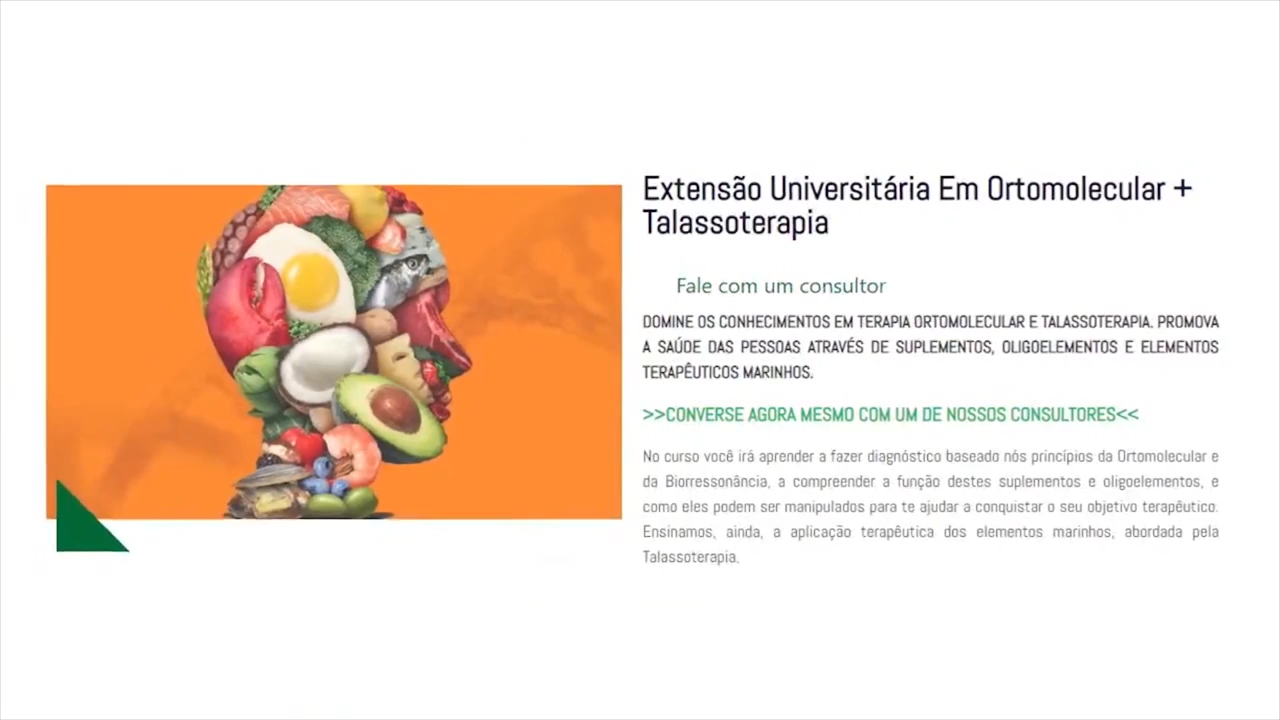 Extensão Universitária Em Ortomolecular +
Talassoterapia
Fale com um consultor
DOMINE OS CONHECIMENTOS EM TERAPIA ORTOMOLECULAR E TALASSOTERAPIA. PROMOVA
A SAÚDE DAS PESSOAS ATRAVÉS DE SUPLEMENTOS, OLIGOELEMENTOS E ELEMENTOS
TERAPÊUTICOS MARINHOS.
>>CONVERSE AGORA MESMO COM UM DE NOSSOS CONSULTORES<<
No curso você irá aprender a fazer diagnóstico baseado nós princípios da Ortomolecular e
da Biorressonância, a compreender a função destes suplementos e oligoelementos, e
como eles podem ser manipulados para te ajudar a conquistar o seu objetivo terapêutico.
Ensinamos, ainda, a aplicação terapêutica dos elementos marinhos, abordada pela
Talassoterapia.